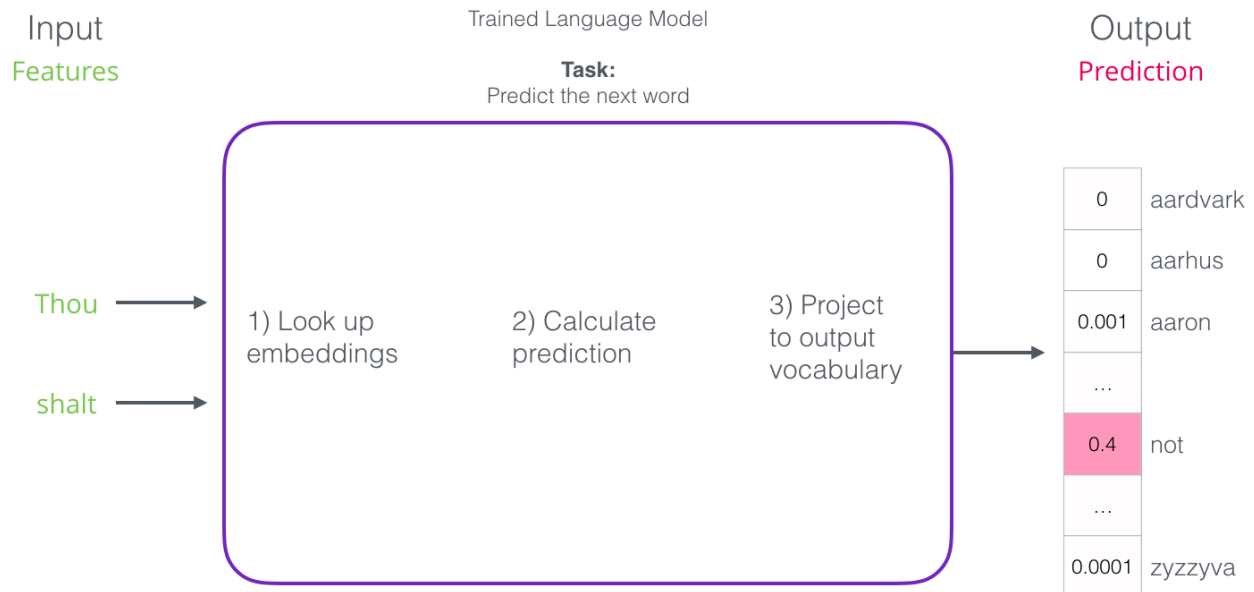 Input
Features
Trained Language Model
Task:
Predict the next word
Output
Prediction
Thou
shalt
1) Look up
embeddings
2) Calculate
prediction
3) Project
to output
vocabulary
0 aardvark
0 aarhus
0.001 aaron
...
0.4 not
...
0.0001 zyzzyva